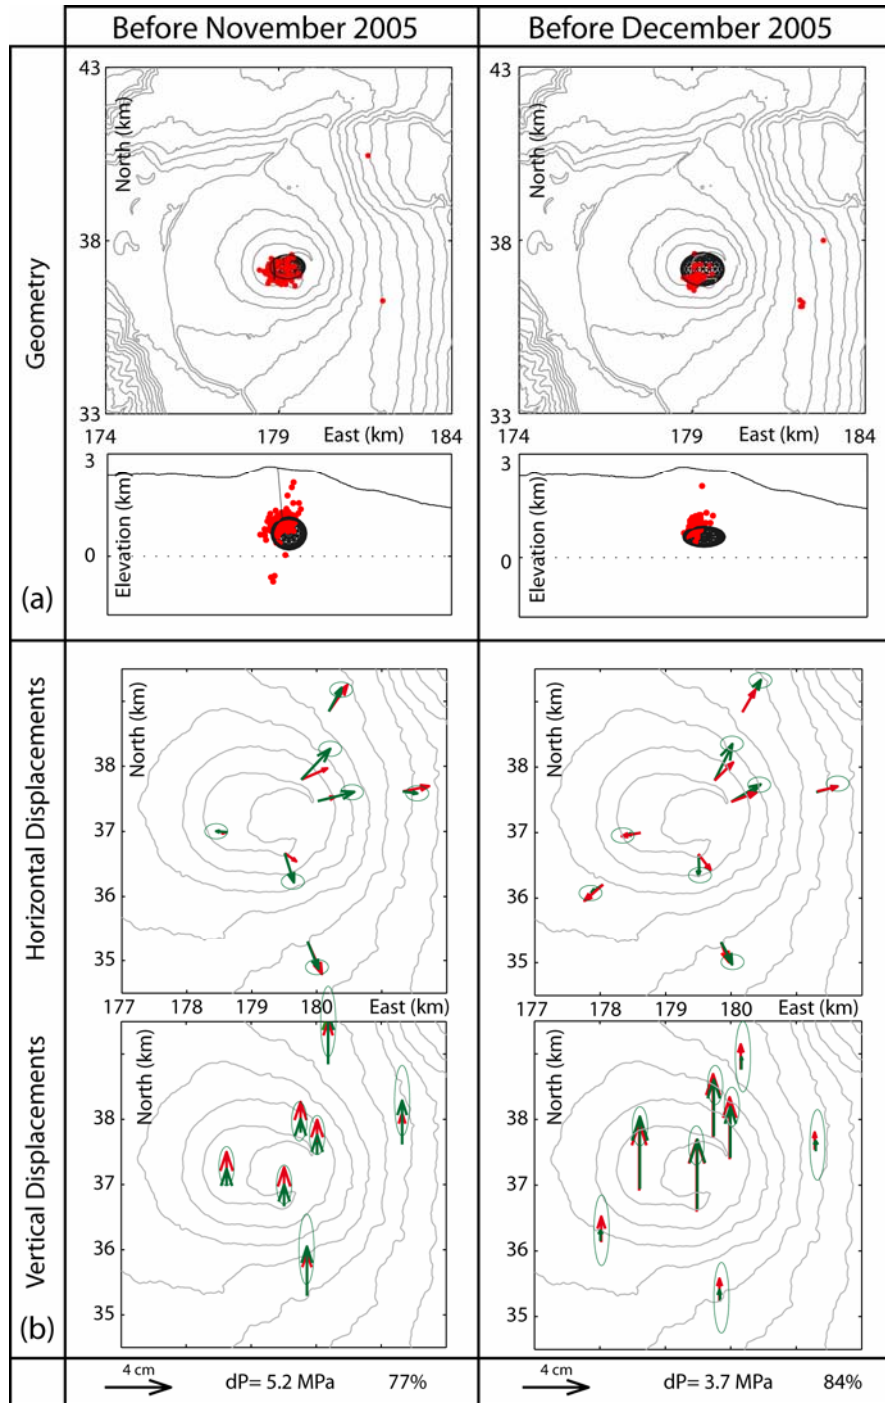 Before November 2005
Before December 2005
Geometry
43
North (km)
38
33
174
179
East (km)
184
43
North (km)
38
33
174
179
East (km)
184
3
Elevation (km)
0
3
Elevation (km)
0
(a)
Horizontal Displacements
North (km)
38
37
36
35
177
178
179
180
East (km)
North (km)
38
37
36
35
178
179
180
East (km)
Vertical Displacements
North (km)
38
37
36
35
North (km)
38
37
36
35
(b)
4 cm
dP= 5.2 MPa
77%
4 cm
dP= 3.7 MPa
84%